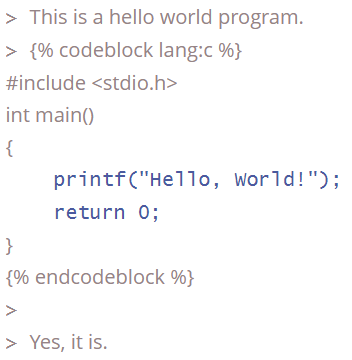 > This is a hello world program.
> {% codeblock lang:c %}
#include <stdio.h>
int main()
{
    printf("Hello, World!");
    return 0;
}
{% endcodeblock %}
>
> Yes, it is.